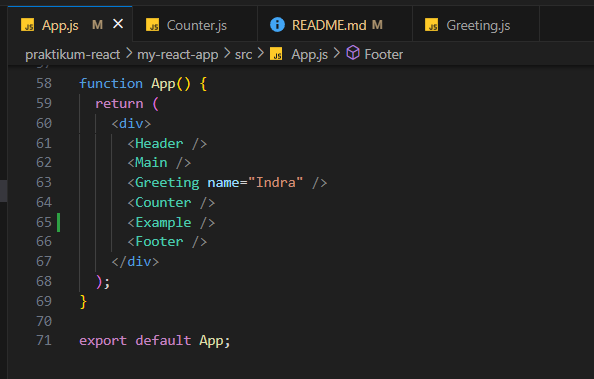 JS App.js M × JS Counter.js README.md M JS Greeting.js
praktikum-react > my-react-app > src > JS App.js > Footer
58 function App() {
59 return (
60 <div>
61 <Header />
62 <Main />
63 <Greeting name="Indra" />
64 <Counter />
65 <Example />
66 <Footer />
67 </div>
68 );
69 }
70
71 export default App;